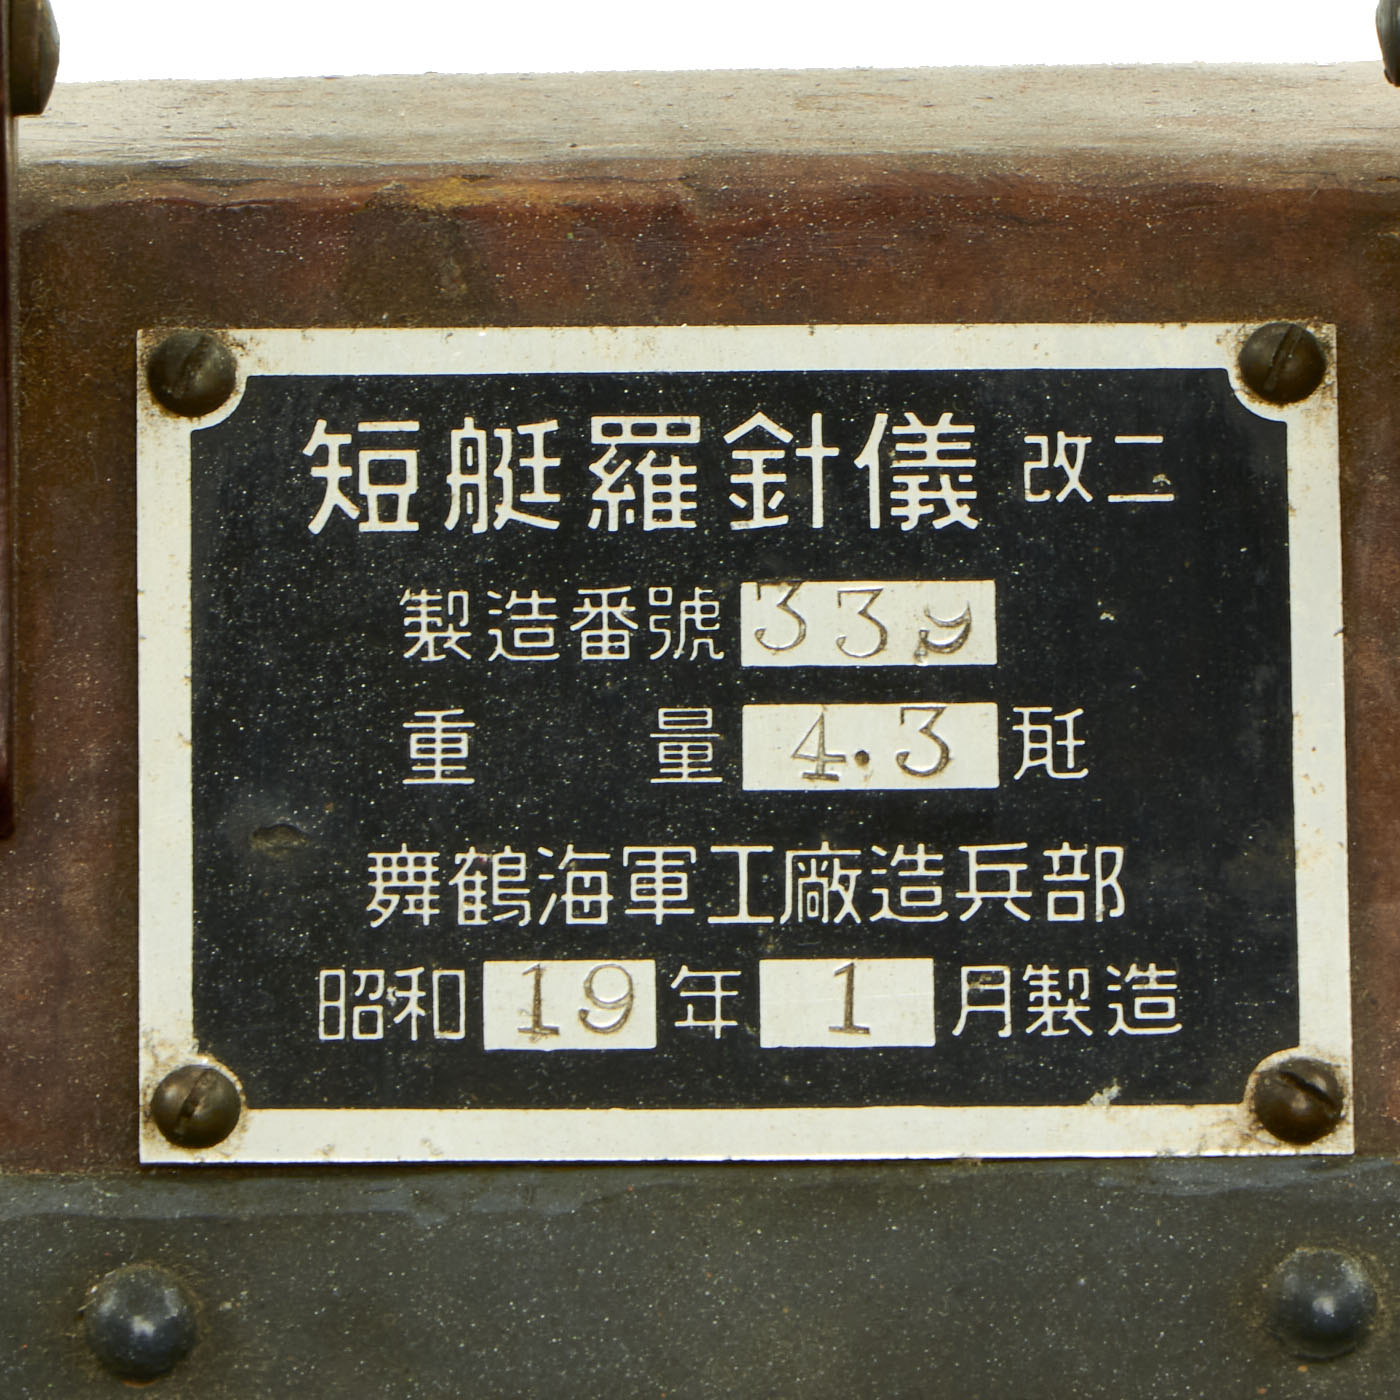 短艇羅針儀 改二
製造番號 339
重量 4.3 瓩
舞鶴海軍工廠造兵部
昭和 19 年 1 月製造